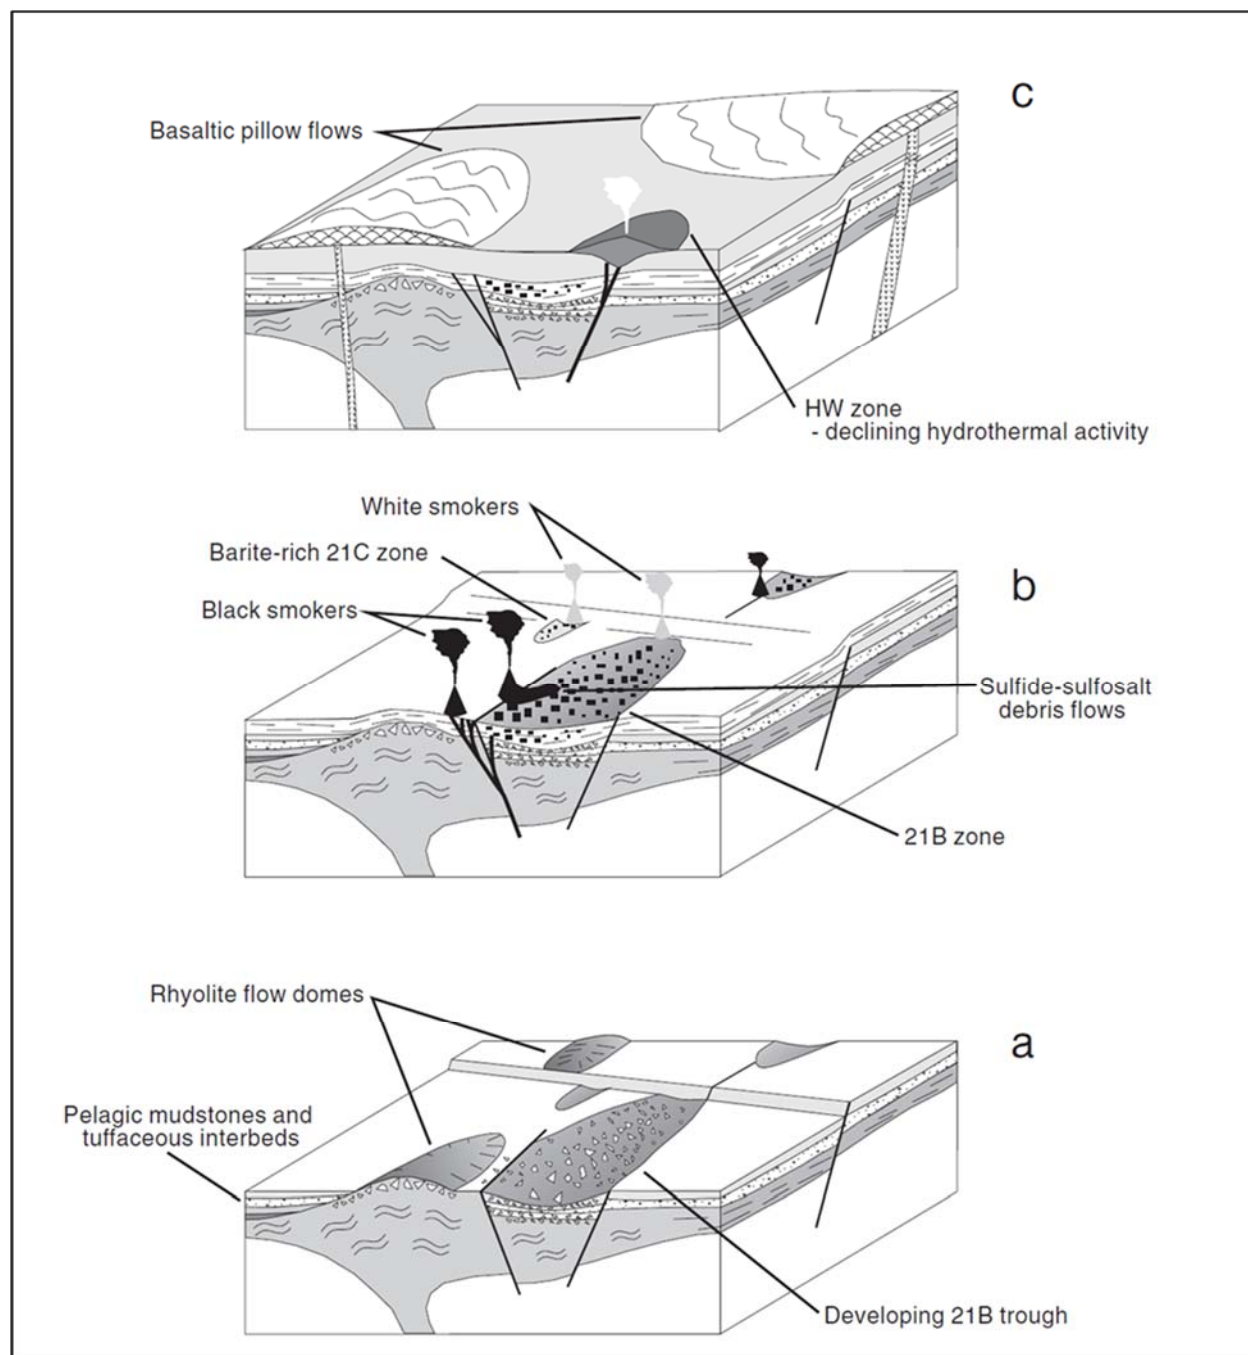 c
Basaltic pillow flows
HW zone
- declining hydrothermal activity
White smokers
Barite-rich 21C zone
b
Black smokers
Sulfide-sulfosalt
debris flows
21B zone
Rhyolite flow domes
a
Pelagic mudstones and
tuffaceous interbeds
Developing 21B trough